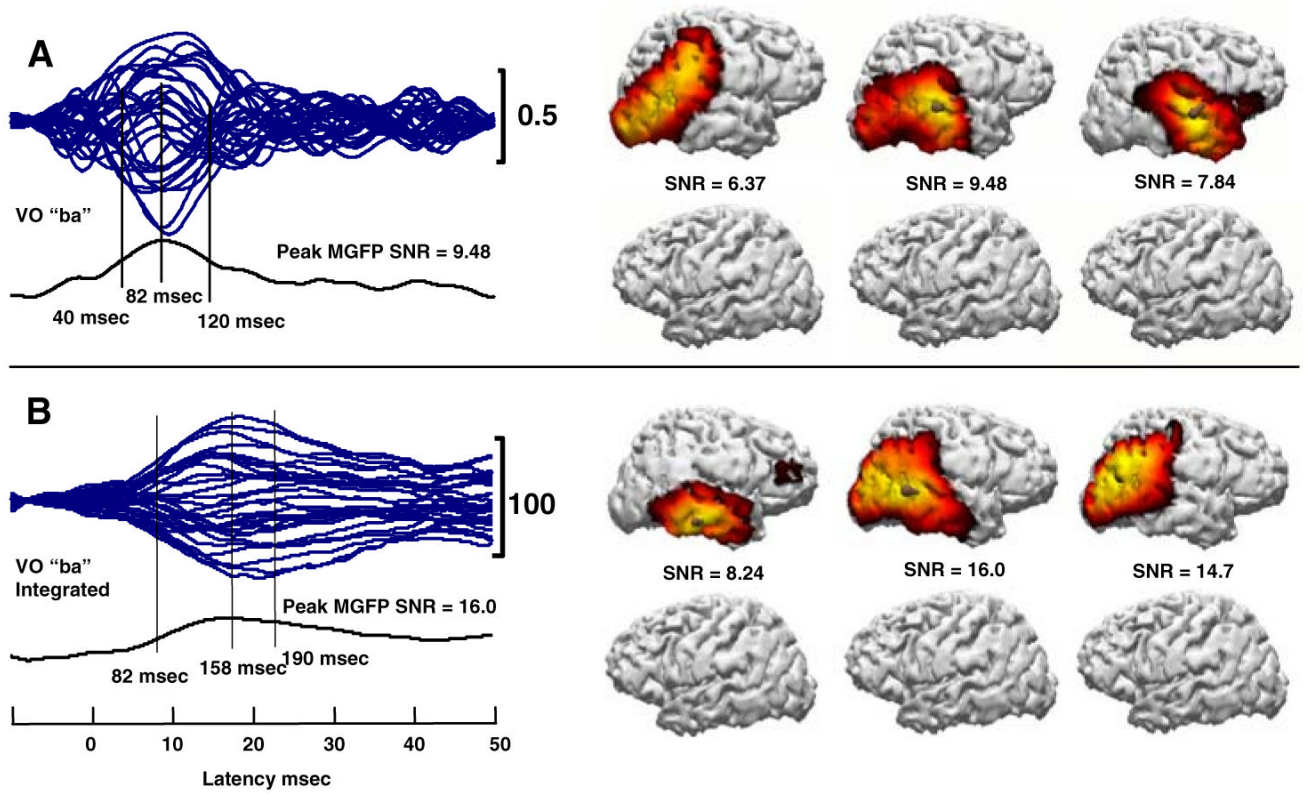 A
0.5
SNR = 6.37
SNR = 9.48
SNR = 7.84
VO “ba”
Peak MGFP SNR = 9.48
82 msec
40 msec
120 msec
B
100
SNR = 8.24
SNR = 16.0
SNR = 14.7
VO “ba”
Integrated
Peak MGFP SNR = 16.0
82 msec
158 msec
190 msec
0 10 20 30 40 50
Latency msec